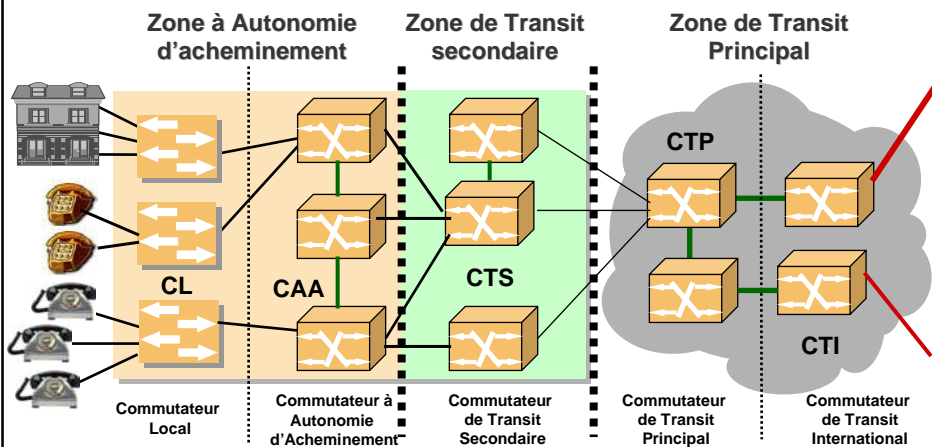 Zone à Autonomie
d'acheminement
Zone de Transit
secondaire
Zone de Transit
Principal
CL
CAA
CTS
CTP
CTI
Commutateur
Local
Commutateur à
Autonomie
d'Acheminement
Commutateur
de Transit
Secondaire
Commutateur
de Transit
Principal
Commutateur
de Transit
International